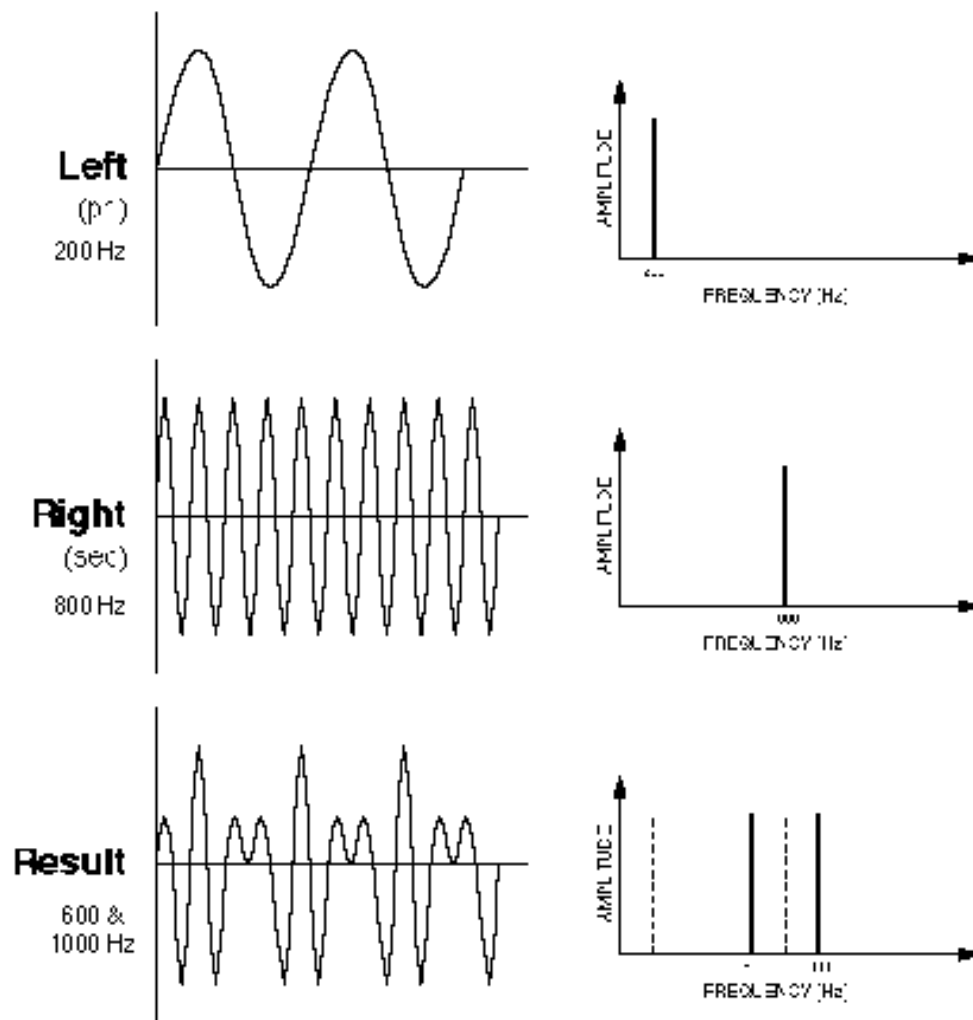 Left
(pri)
200 Hz
AMPLITUDE
FREQUENCY (Hz)
Right
(sec)
800 Hz
AMPLITUDE
FREQUENCY (Hz)
Result
600 &
1000 Hz
AMPLITUDE
FREQUENCY (Hz)